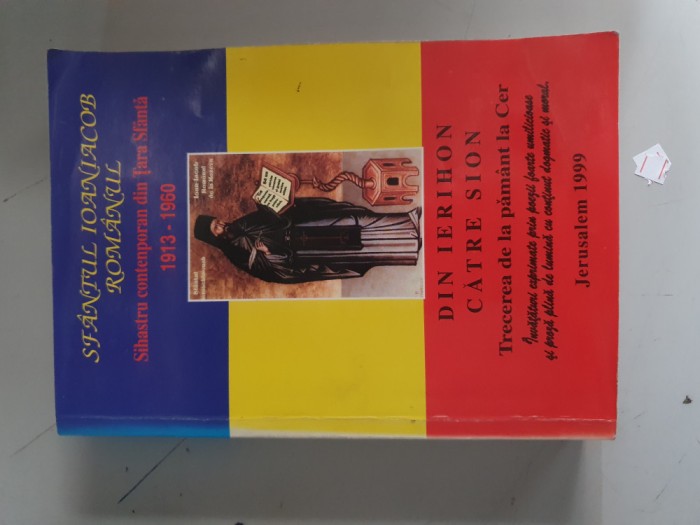 SFÂNTUL IOANIACOB
ROMÂNUL
Sihastru contenporan din Țara Sfântă
1913 - 1960
Ioan Iacob
Românul
DIN IERIHON
CĂTRE SION
Trecerea de la pământ la Cer
Învățături exprimate prin poezii foarte umilicioase
și proză plină de lumină cu conținut dogmatic și moral.
Jerusalem 1999